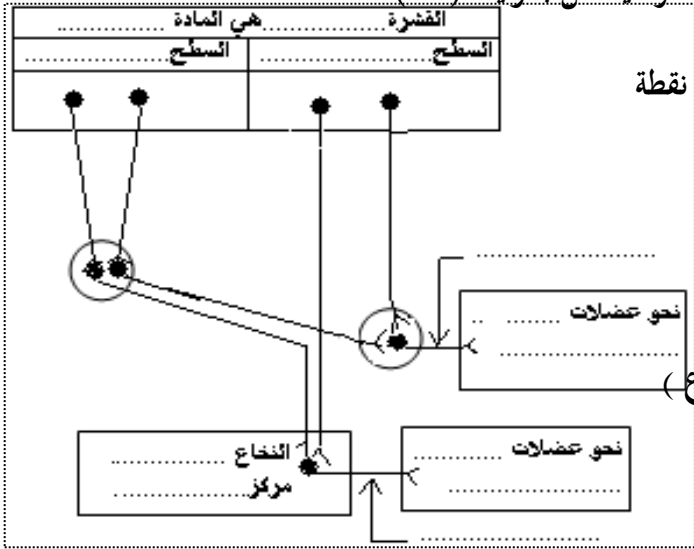 القشرة .................. هي المادة ..................
السطح.......................... السطح..........................
نقطة
..........................
نحو عضلات ............ ..
..........................
ع )
نحو عضلات ............
..........................
النخاع ..................
مركز..................
..........................